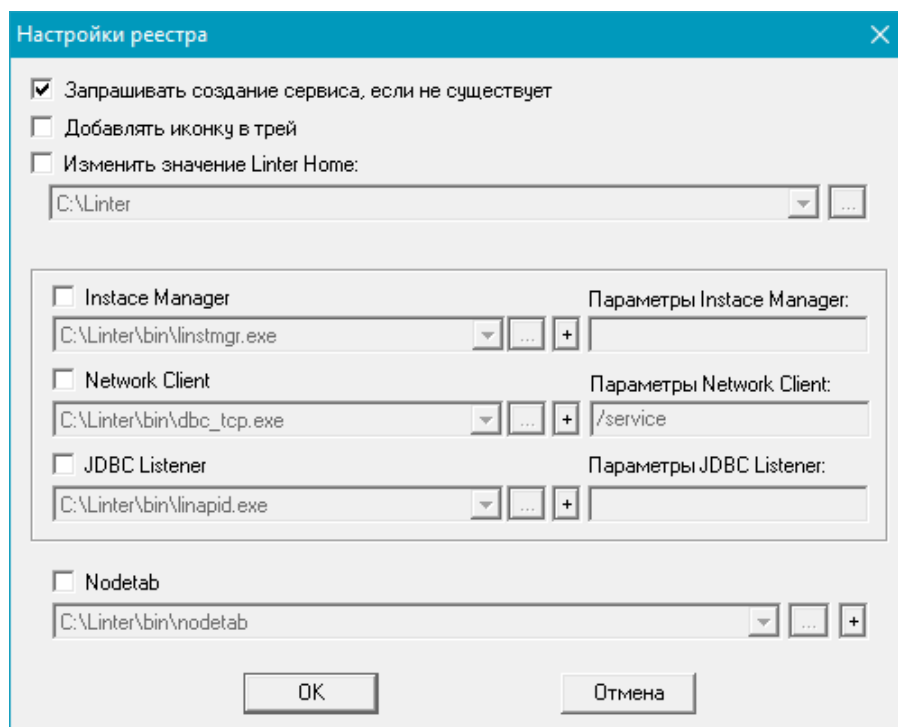 Настройки реестра
Запрашивать создание сервиса, если не существует
Добавлять иконку в трей
Изменить значение Linter Home:
C:\Linter
...
Instace Manager
Параметры Instace Manager:
C:\Linter\bin\linstmgr.exe ... +
Network Client
Параметры Network Client:
C:\Linter\bin\dbc_tcp.exe ... + /service
JDBC Listener
Параметры JDBC Listener:
C:\Linter\bin\linapid.exe ... +
Nodetab
C:\Linter\bin\nodetab ... +
OK
Отмена